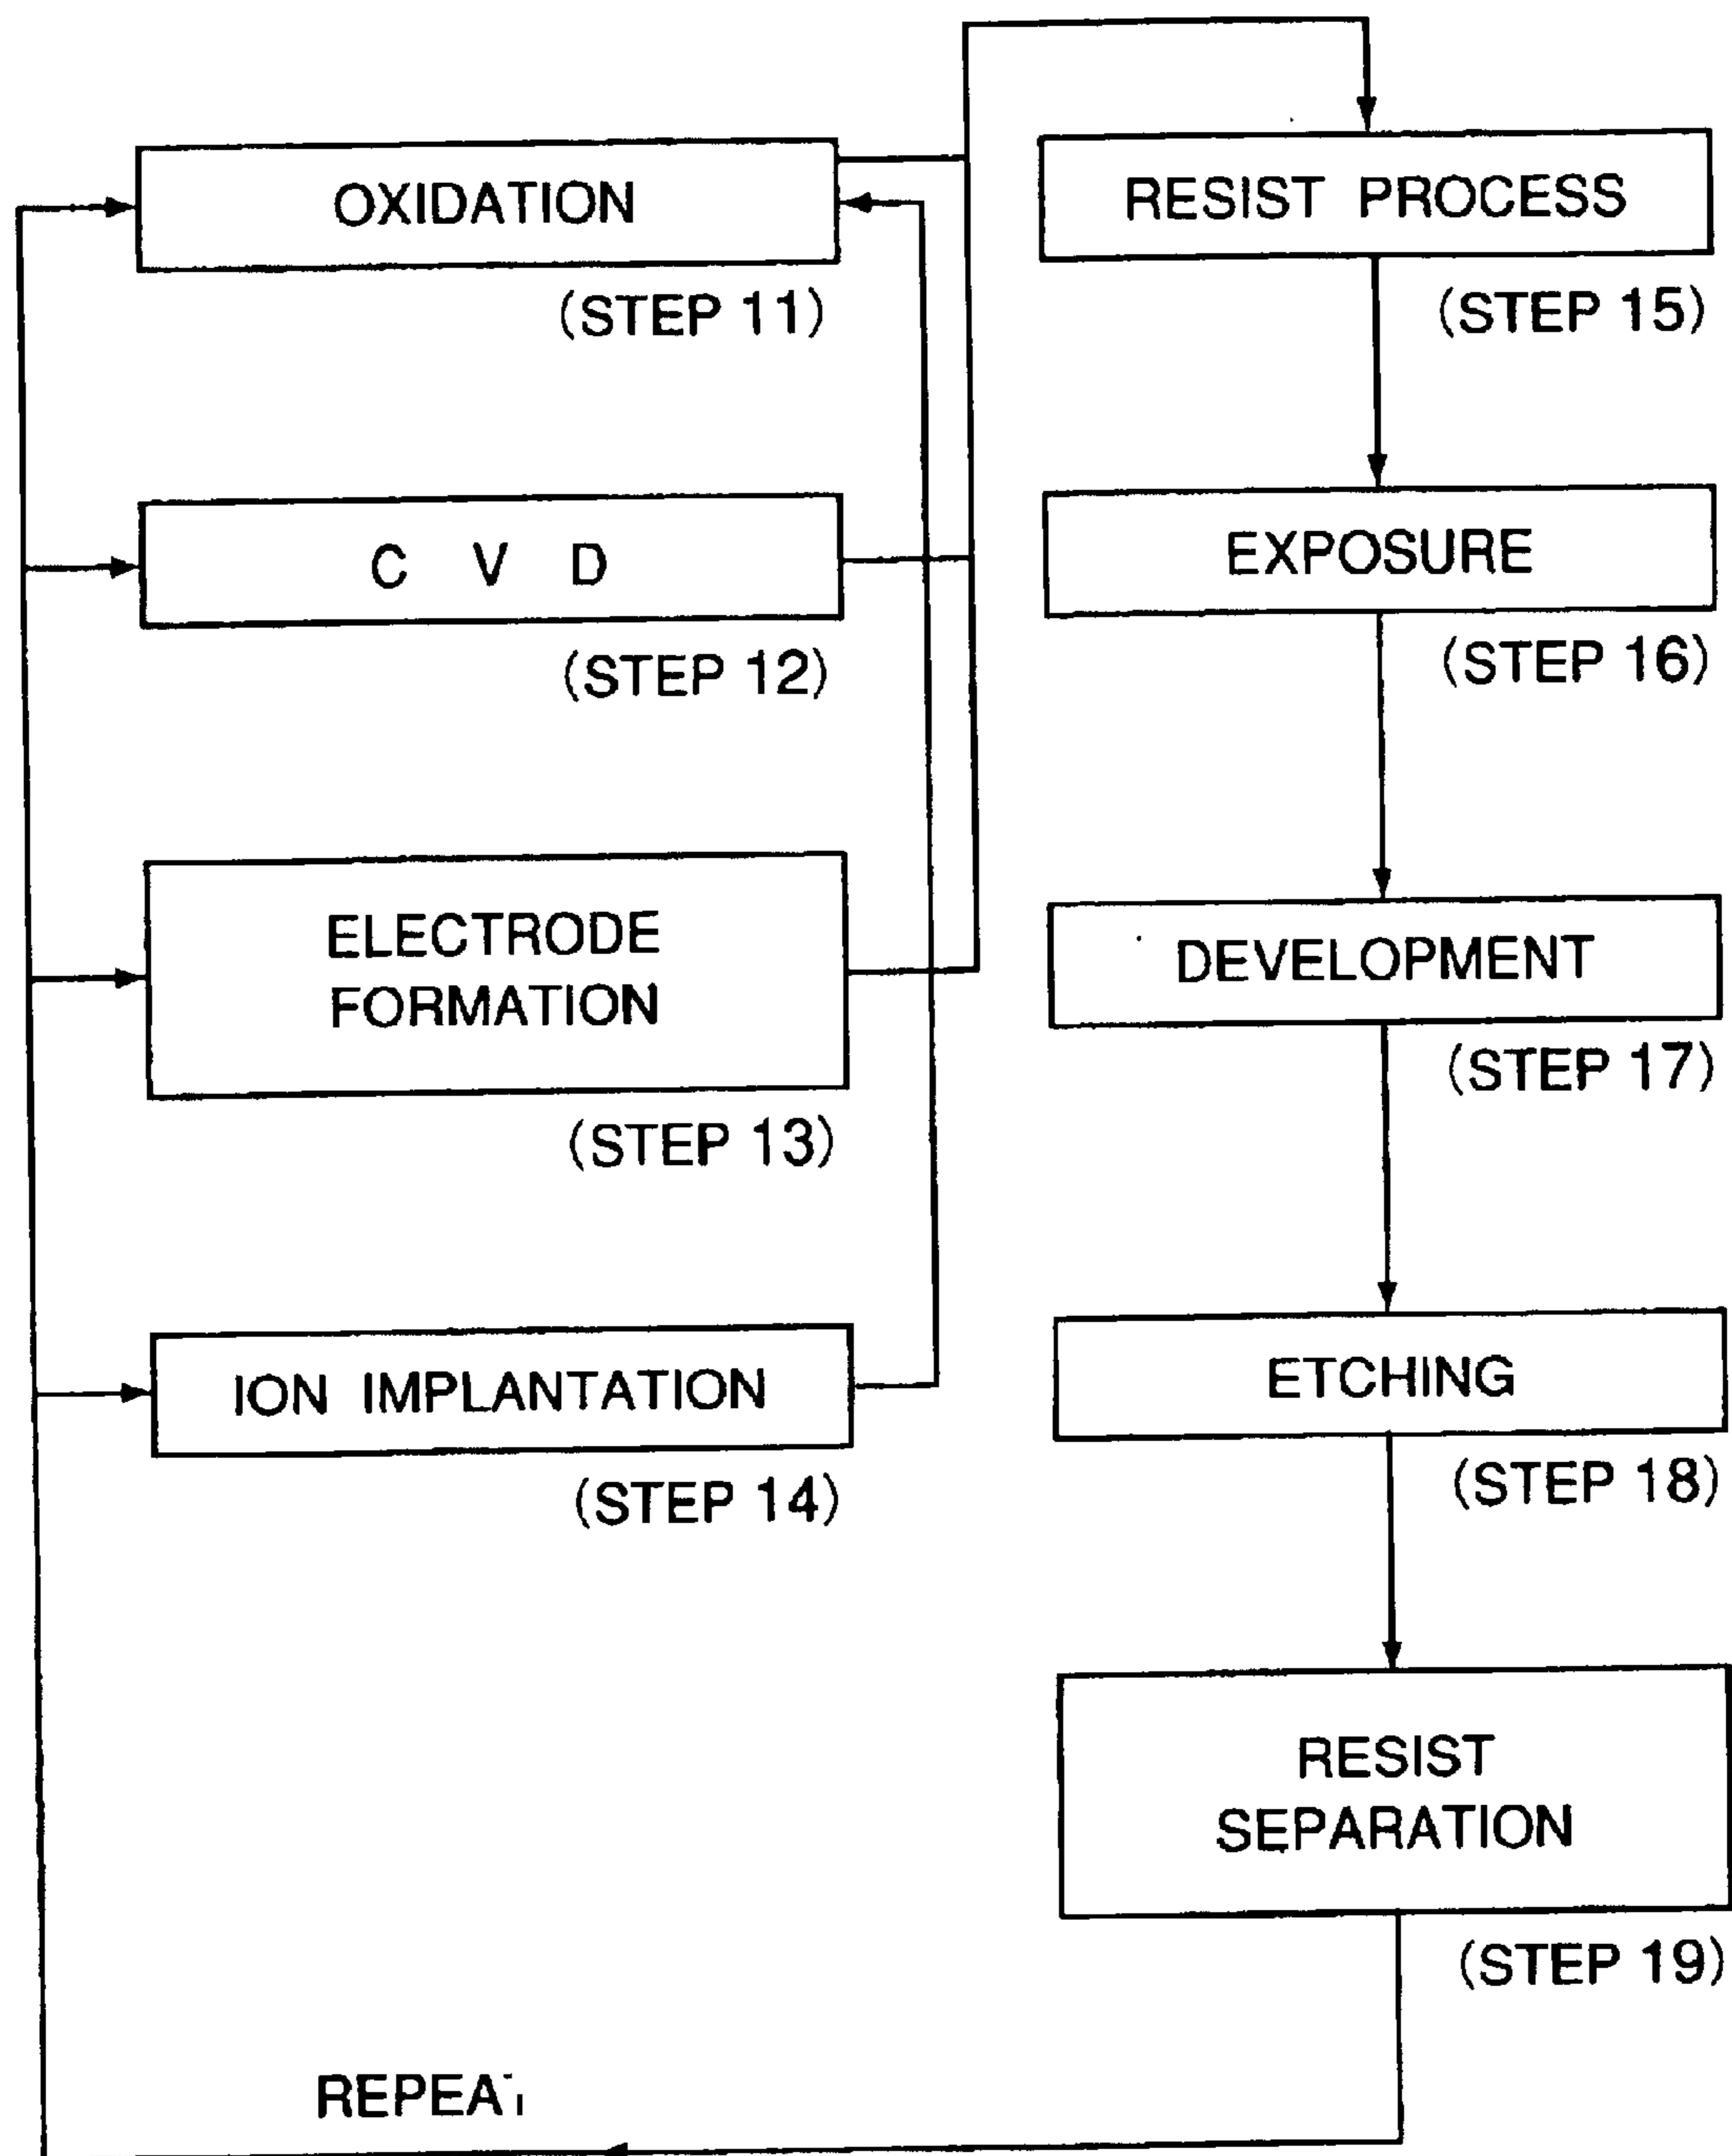 OXIDATION
(STEP 11)
C V D
(STEP 12)
ELECTRODE
FORMATION
(STEP 13)
ION IMPLANTATION
(STEP 14)
RESIST PROCESS
(STEP 15)
EXPOSURE
(STEP 16)
DEVELOPMENT
(STEP 17)
ETCHING
(STEP 18)
RESIST
SEPARATION
(STEP 19)
REPEAT